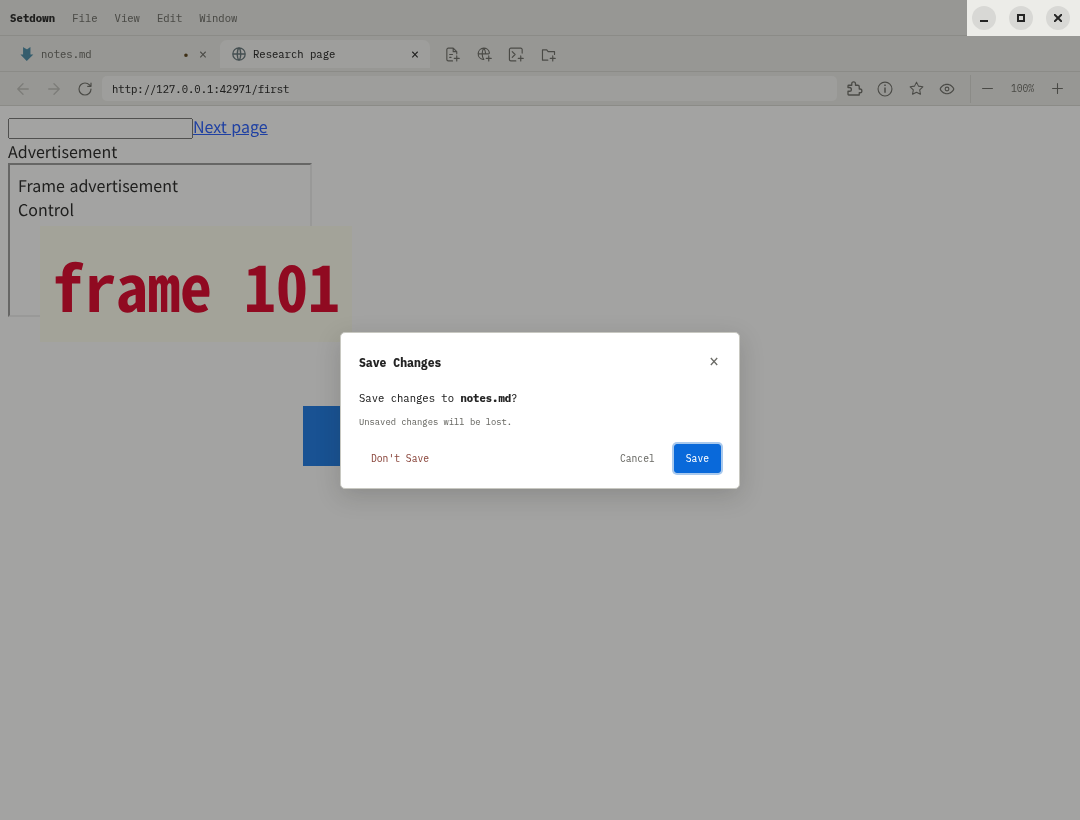 Setdown File View Edit Window
notes.md Research page
http://127.0.0.1:42971/first 100%
Next page
Advertisement
Frame advertisement
Control
frame 101
Save Changes
Save changes to notes.md?
Unsaved changes will be lost.
Don't Save Cancel Save